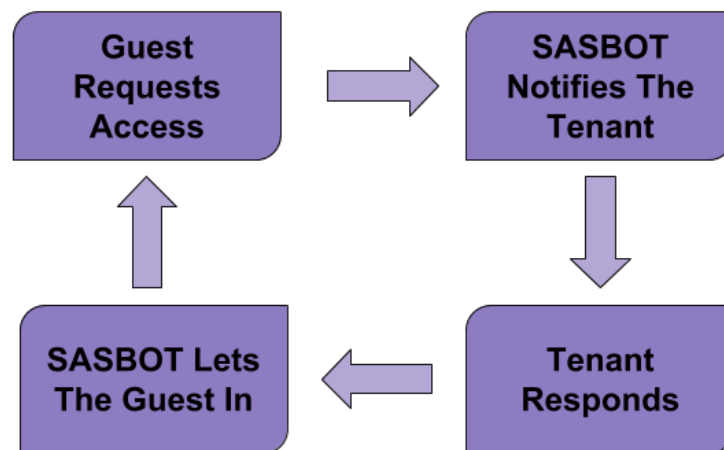 Guest
Requests
Access
SASBOT
Notifies The
Tenant
SASBOT Lets
The Guest In
Tenant
Responds